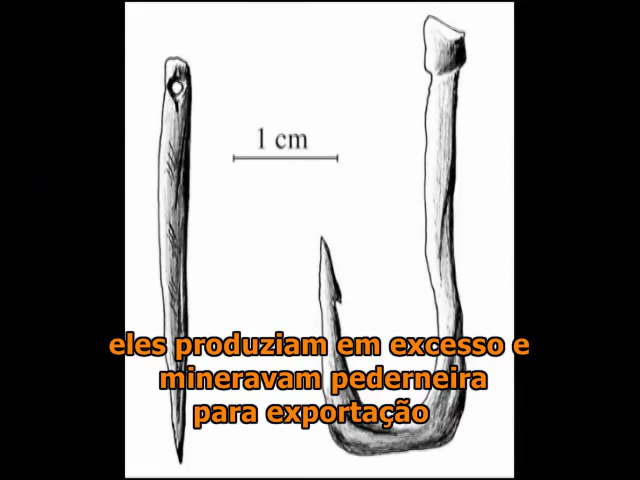 1 cm
eles produziam em excesso e
mineravam pederneira
para exportação